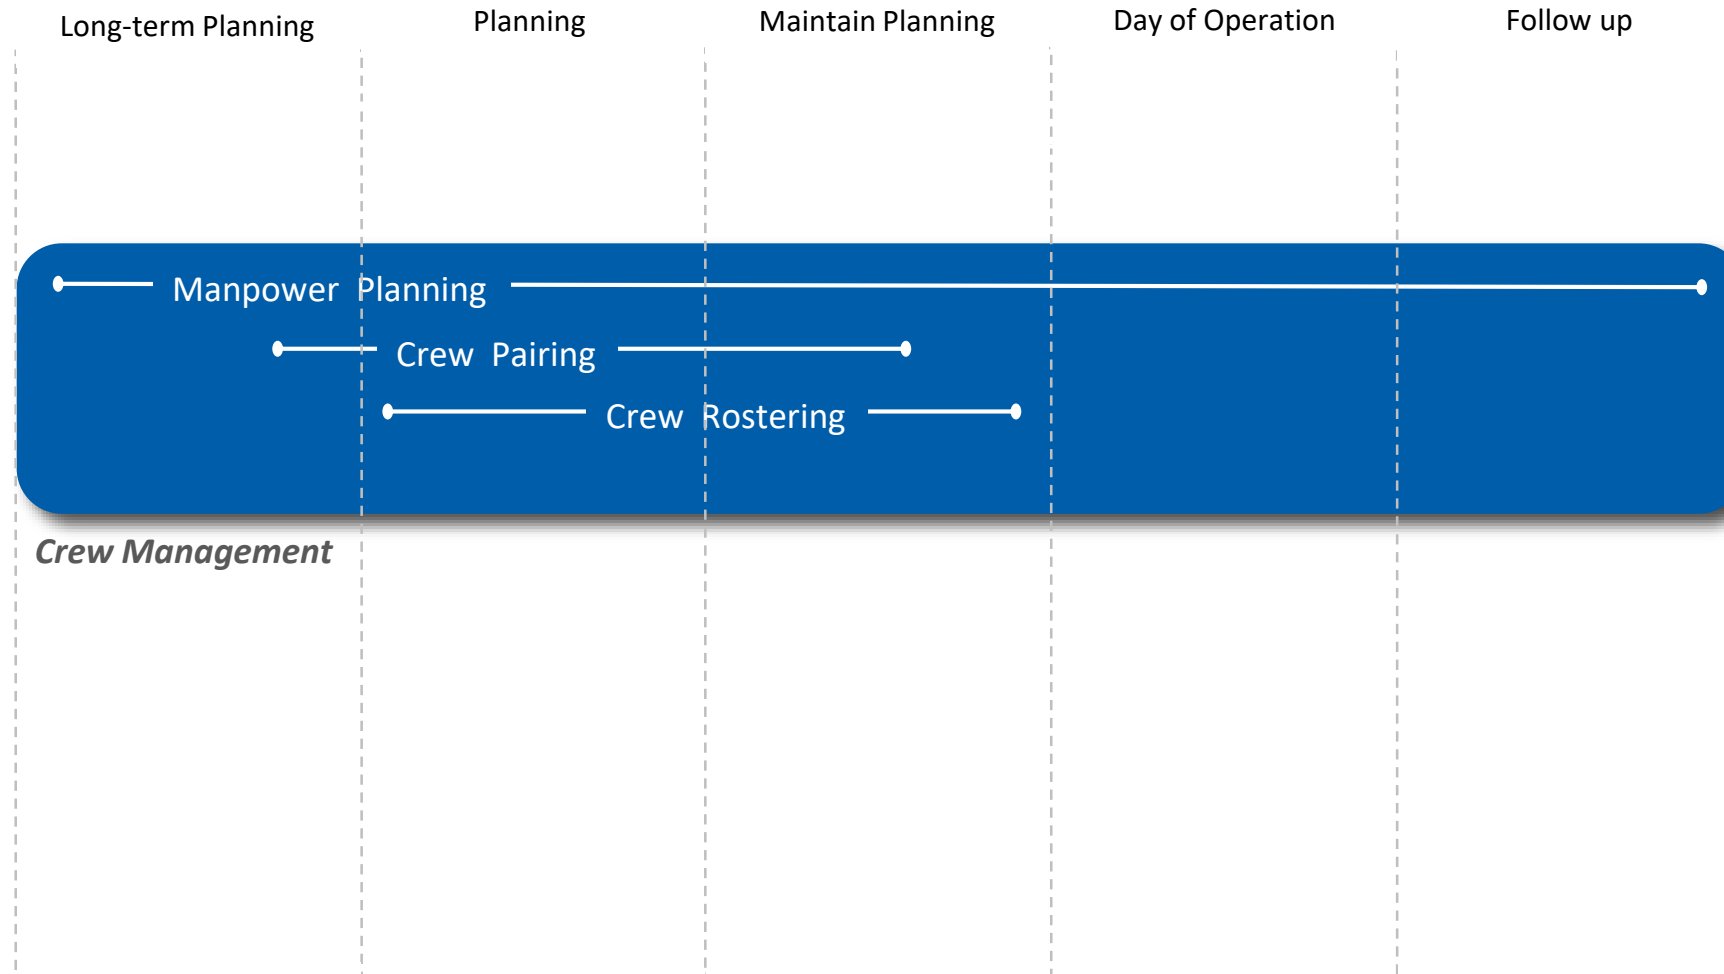 Long-term Planning
Planning
Maintain Planning
Day of Operation
Follow up
Manpower Planning
Crew Pairing
Crew Rostering
Crew Management